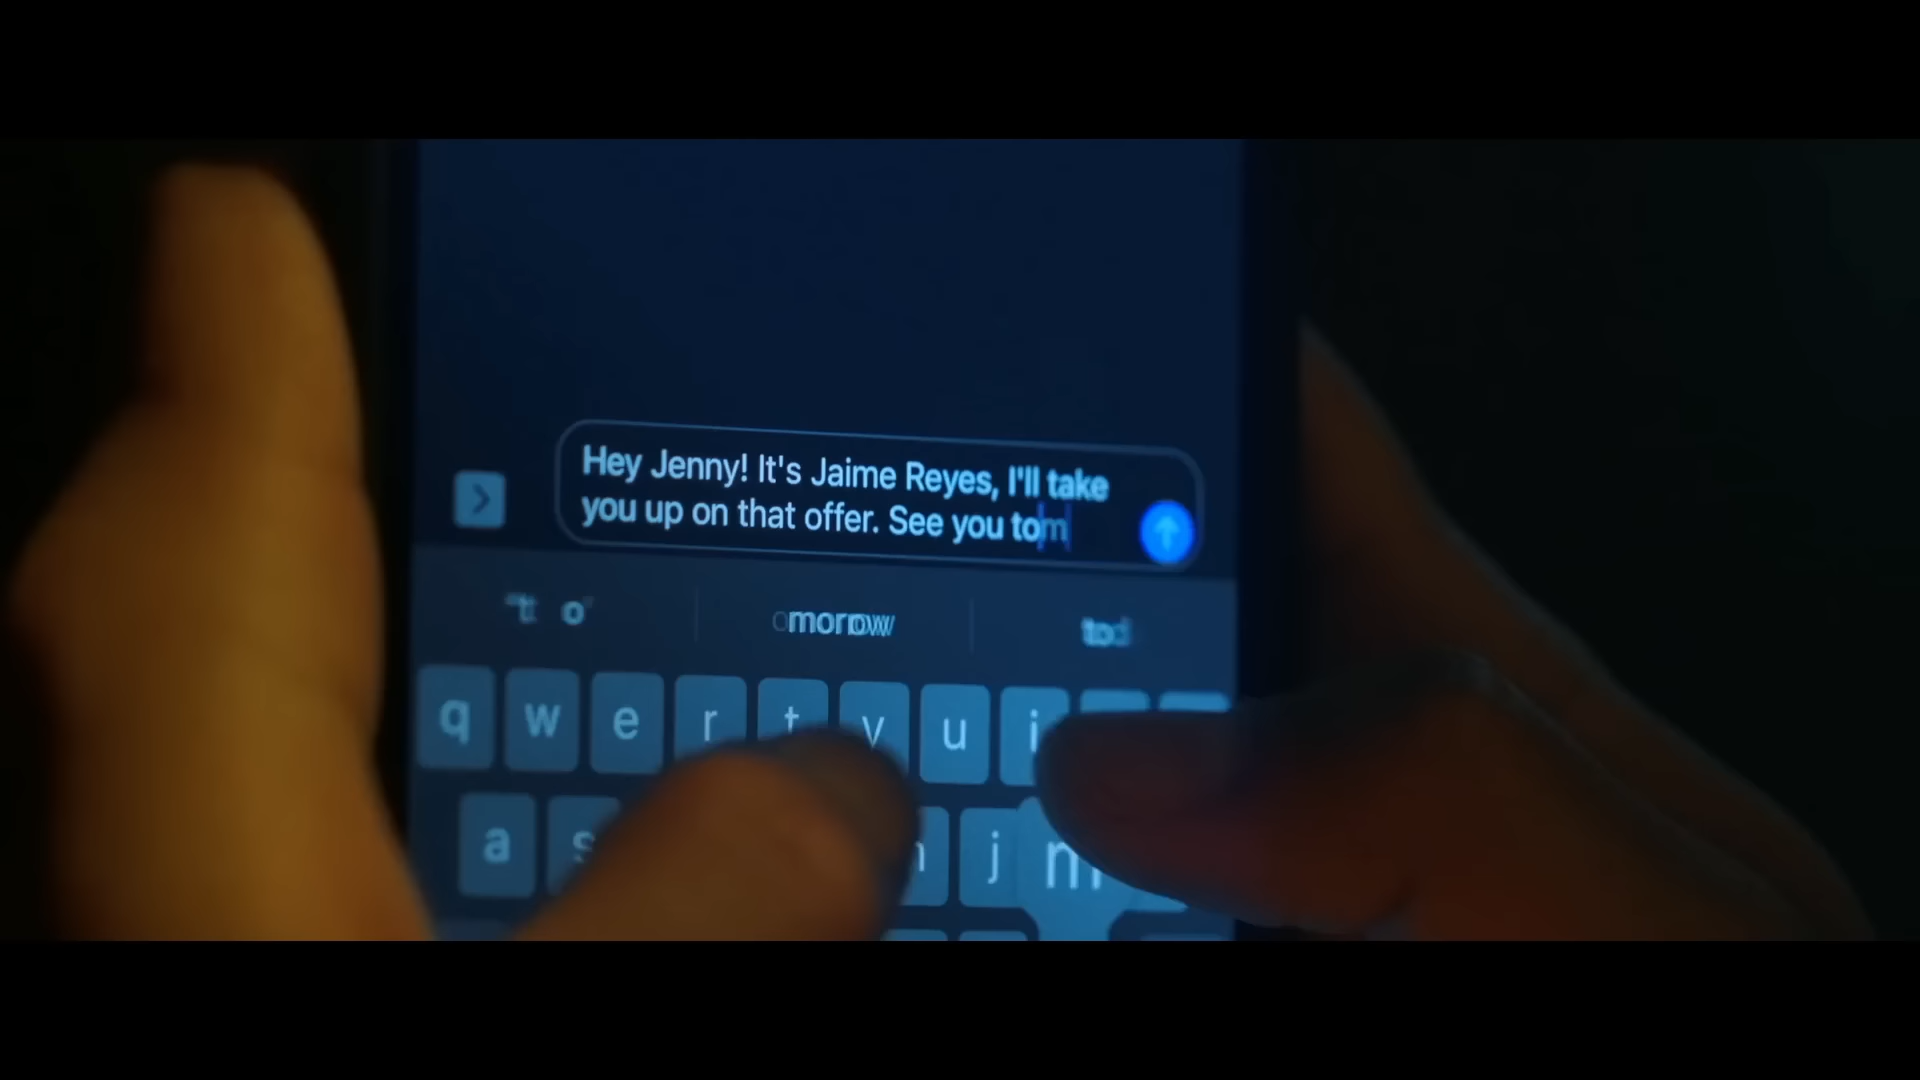 Hey Jenny! It's Jaime Reyes, I'll take
you up on that offer. See you tom
q w e r t y u i
a s j m